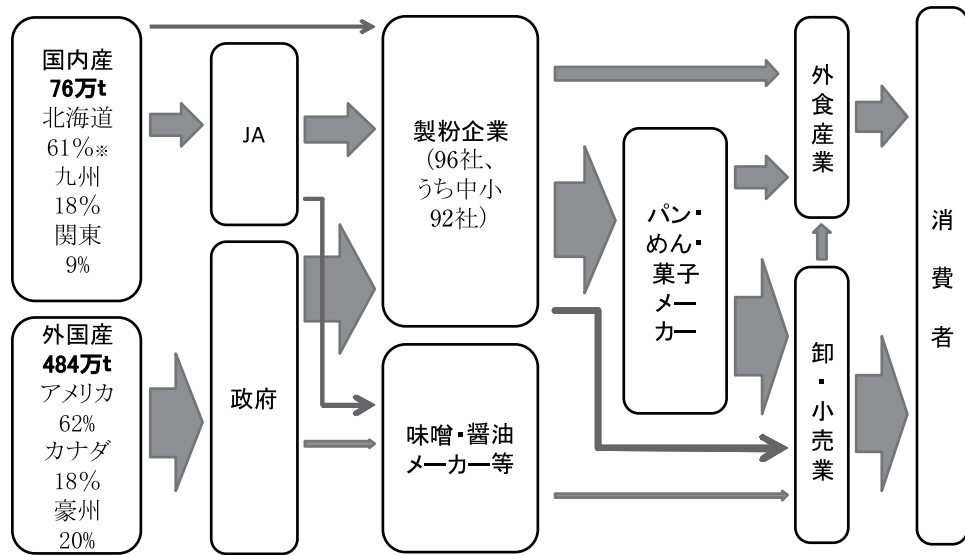 国内産
76万t
北海道
61%※
九州
18%
関東
9%
外国産
484万t
アメリカ
62%
カナダ
18%
豪州
20%
JA
政府
製粉企業
(96社、
うち中小
92社)
味噌・醤油
メーカー等
パン・
めん・
菓子
メー
カー
外食産業
卸・小売業
消費者